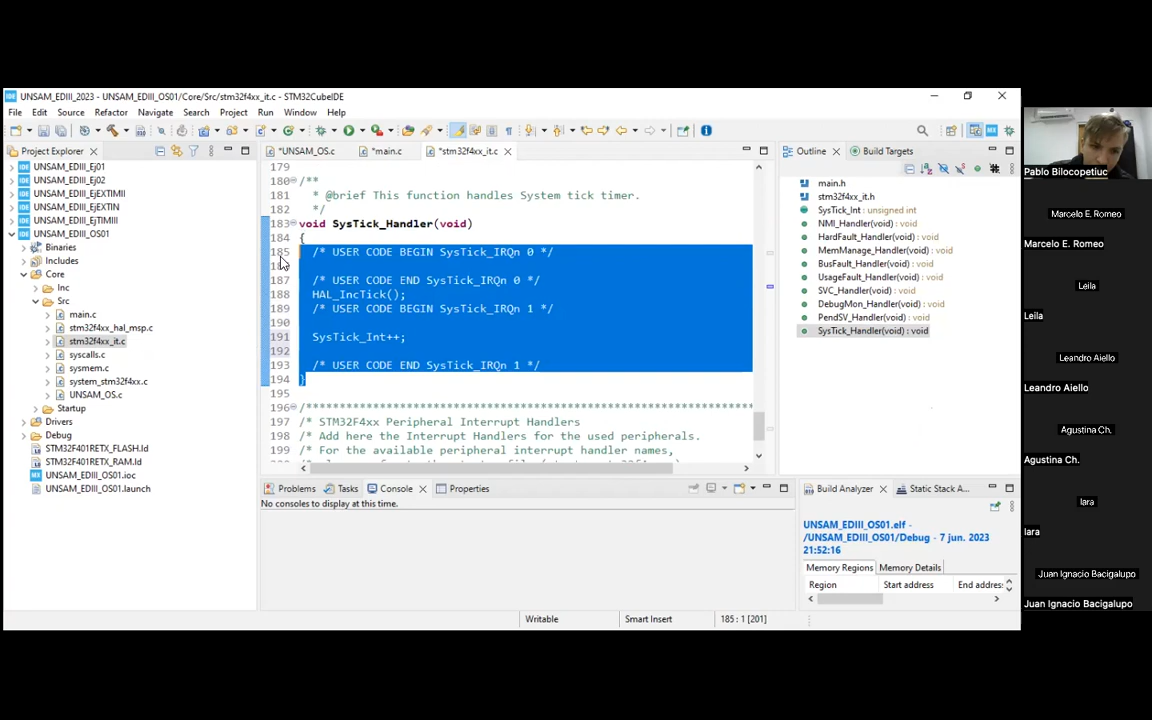 UNSAM_EDIII_2023 - UNSAM_EDIII_OS01/Core/Src/stm32f4xx_it.c - STM32CubeIDE
File Edit Source Refactor Navigate Search Project Run Window Help
Project Explorer
UNSAM_EDIII_Ej01
UNSAM_EDIII_Ej02
UNSAM_EDIII_EjEXTIMII
UNSAM_EDIII_EjEXTIN
UNSAM_EDIII_EjTIMIII
UNSAM_EDIII_OS01
Binaries
Includes
Core
Inc
Src
main.c
stm32f4xx_hal_msp.c
stm32f4xx_it.c
syscalls.c
sysmem.c
system_stm32f4xx.c
UNSAM_OS.c
Startup
Drivers
Debug
STM32F401RETX_FLASH.ld
STM32F401RETX_RAM.ld
UNSAM_EDIII_OS01.ioc
UNSAM_EDIII_OS01.launch
*UNSAM_OS.c *main.c *stm32f4xx_it.c
179
180 /**
181 * @brief This function handles System tick timer.
182 */
183 void SysTick_Handler(void)
184 {
185 /* USER CODE BEGIN SysTick_IRQn 0 */
187 /* USER CODE END SysTick_IRQn 0 */
188 HAL_IncTick();
189 /* USER CODE BEGIN SysTick_IRQn 1 */
190
191 SysTick_Int++;
192
193 /* USER CODE END SysTick_IRQn 1 */
194 }
195
196 /******************************************************************************
197 /* STM32F4xx Peripheral Interrupt Handlers
198 /* Add here the Interrupt Handlers for the used peripherals.
199 /* For the available peripheral interrupt handler names,
Outline Build Targets
main.h
stm32f4xx_it.h
SysTick_Int : unsigned int
NMI_Handler(void) : void
HardFault_Handler(void) : void
MemManage_Handler(void) : void
BusFault_Handler(void) : void
UsageFault_Handler(void) : void
SVC_Handler(void) : void
DebugMon_Handler(void) : void
PendSV_Handler(void) : void
SysTick_Handler(void) : void
Problems Tasks Console Properties
No consoles to display at this time.
Build Analyzer Static Stack A...
UNSAM_EDIII_OS01.elf -
/UNSAM_EDIII_OS01/Debug - 7 jun. 2023
21:52:16
Memory Regions Memory Details
Region Start address End address
Writable Smart Insert 185 : 1 [201]
Pablo Bilocopetiuc
Marcelo E. Romeo
Marcelo E. Romeo
Leila
Leila
Leandro Aiello
Leandro Aiello
Agustina Ch.
Agustina Ch.
Iara
Iara
Juan Ignacio Bacigalupo
Juan Ignacio Bacigalupo